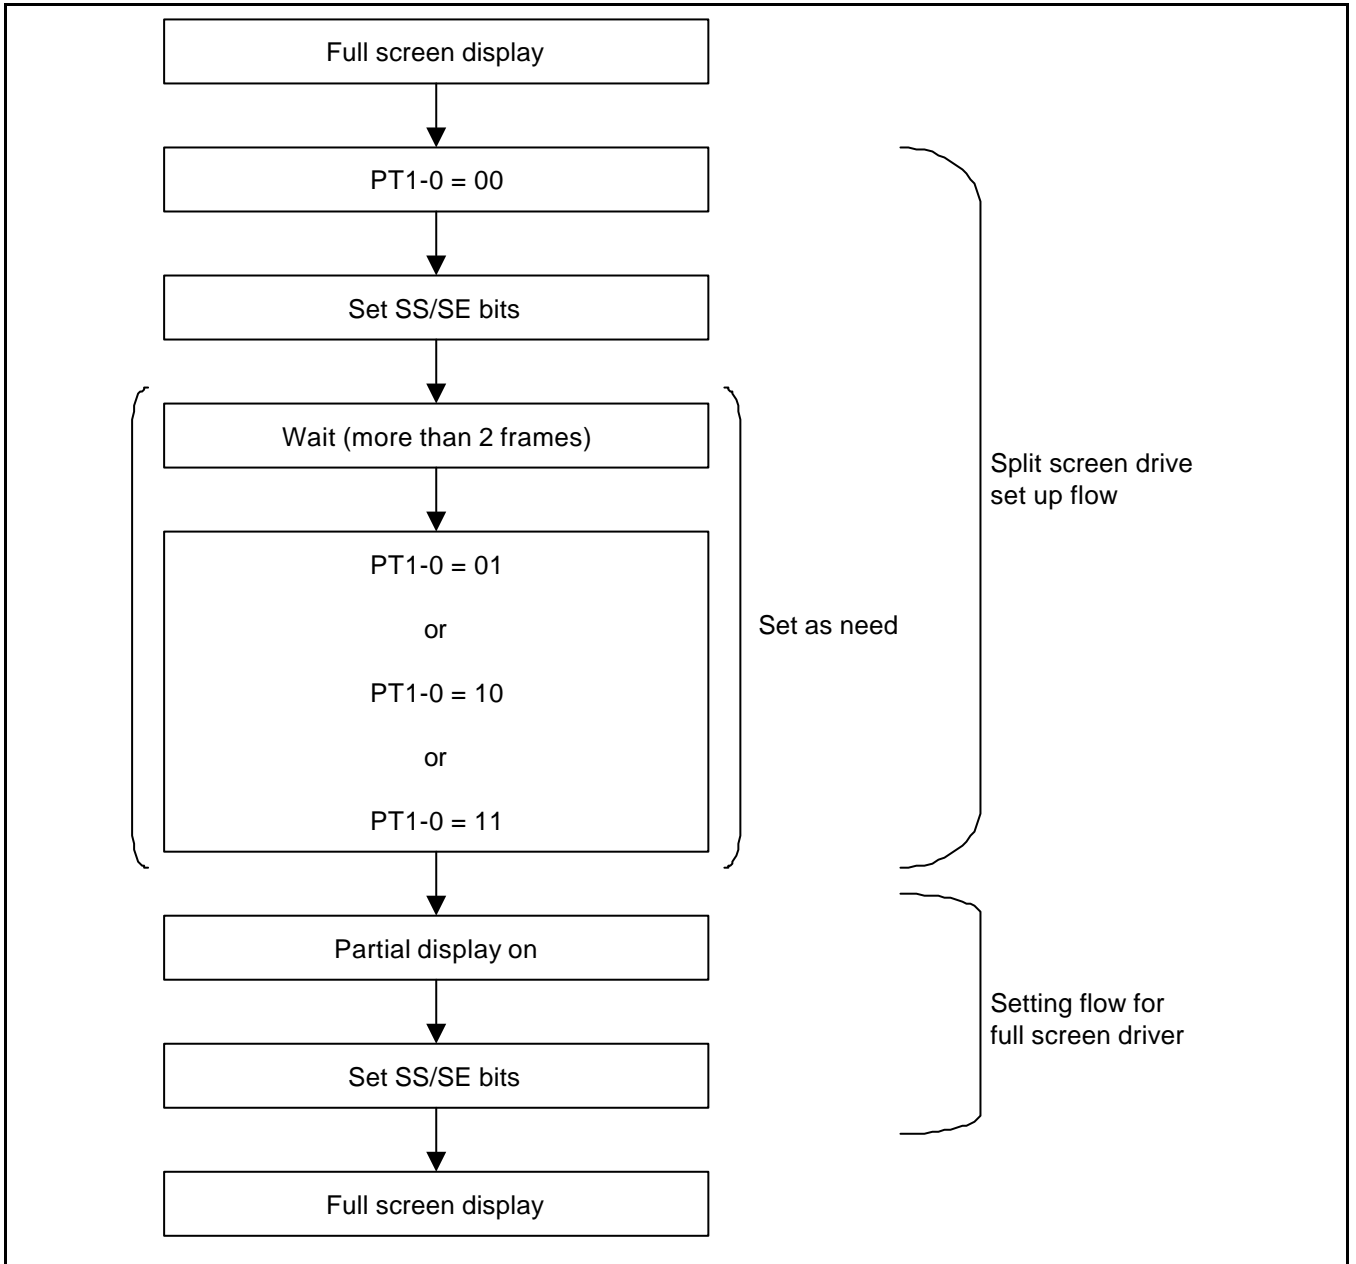 Full screen display
PT1-0 = 00
Set SS/SE bits
Wait (more than 2 frames)
PT1-0 = 01
or
PT1-0 = 10
or
PT1-0 = 11
Set as need
Split screen drive
set up flow
Partial display on
Set SS/SE bits
Setting flow for
full screen driver
Full screen display